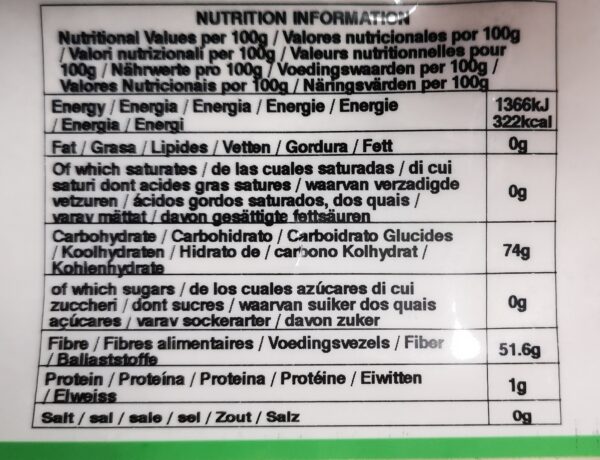 NUTRITION INFORMATION
Nutritional Values per 100g / Valores nutricionales por 100g
/ Valori nutrizionali per 100g / Valeurs nutritionnelles pour
100g / Nährwerte pro 100g / Voedingswaarden per 100g /
Valores Nutricionais por 100g / Näringsvärden per 100g
Energy / Energia / Energia / Energie / Energie
/ Energia / Energi
1366kJ
322kcal
Fat / Grasa / Lipides / Vetten / Gordura / Fett
0g
Of which saturates / de las cuales saturadas / di cui
saturi dont acides gras satures / waarvan verzadigde
vetzuren / ácidos gordos saturados, dos quais /
varav mättat / davon gesättigte fettsäuren
0g
Carbohydrate / Carbohidrato / Carboidrato Glucides
/ Koolhydraten / Hidrato de / carbono Kolhydrat /
Kohlenhydrate
74g
of which sugars / de los cuales azúcares di cui
zuccheri / dont sucres / waarvan suiker dos quais
açúcares / varav sockerarter / davon zuker
0g
Fibre / Fibres alimentaires / Voedingsvezels / Fiber
/ Ballaststoffe
51.6g
Protein / Proteína / Proteina / Protéine / Eiwitten
/ Elweiss
1g
Salt / sal / sale / sel / Zout / Salz
0g